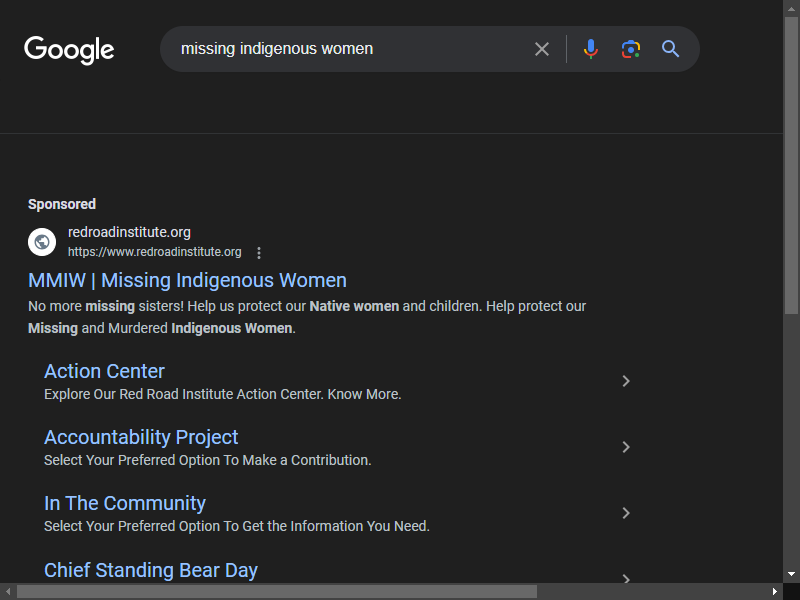 Google
missing indigenous women
Sponsored
redroadinstitute.org
https://www.redroadinstitute.org
MMIW | Missing Indigenous Women
No more missing sisters! Help us protect our Native women and children. Help protect our
Missing and Murdered Indigenous Women.
Action Center
Explore Our Red Road Institute Action Center. Know More.
Accountability Project
Select Your Preferred Option To Make a Contribution.
In The Community
Select Your Preferred Option To Get the Information You Need.
Chief Standing Bear Day